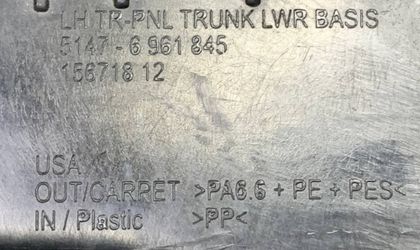 LH TR-PNL TRUNK LWR BASIS
5147 - 6 961 845
156718 12
USA
OUT/CARRET >PA6.6 + PE + PES<
IN / Plastic >PP<